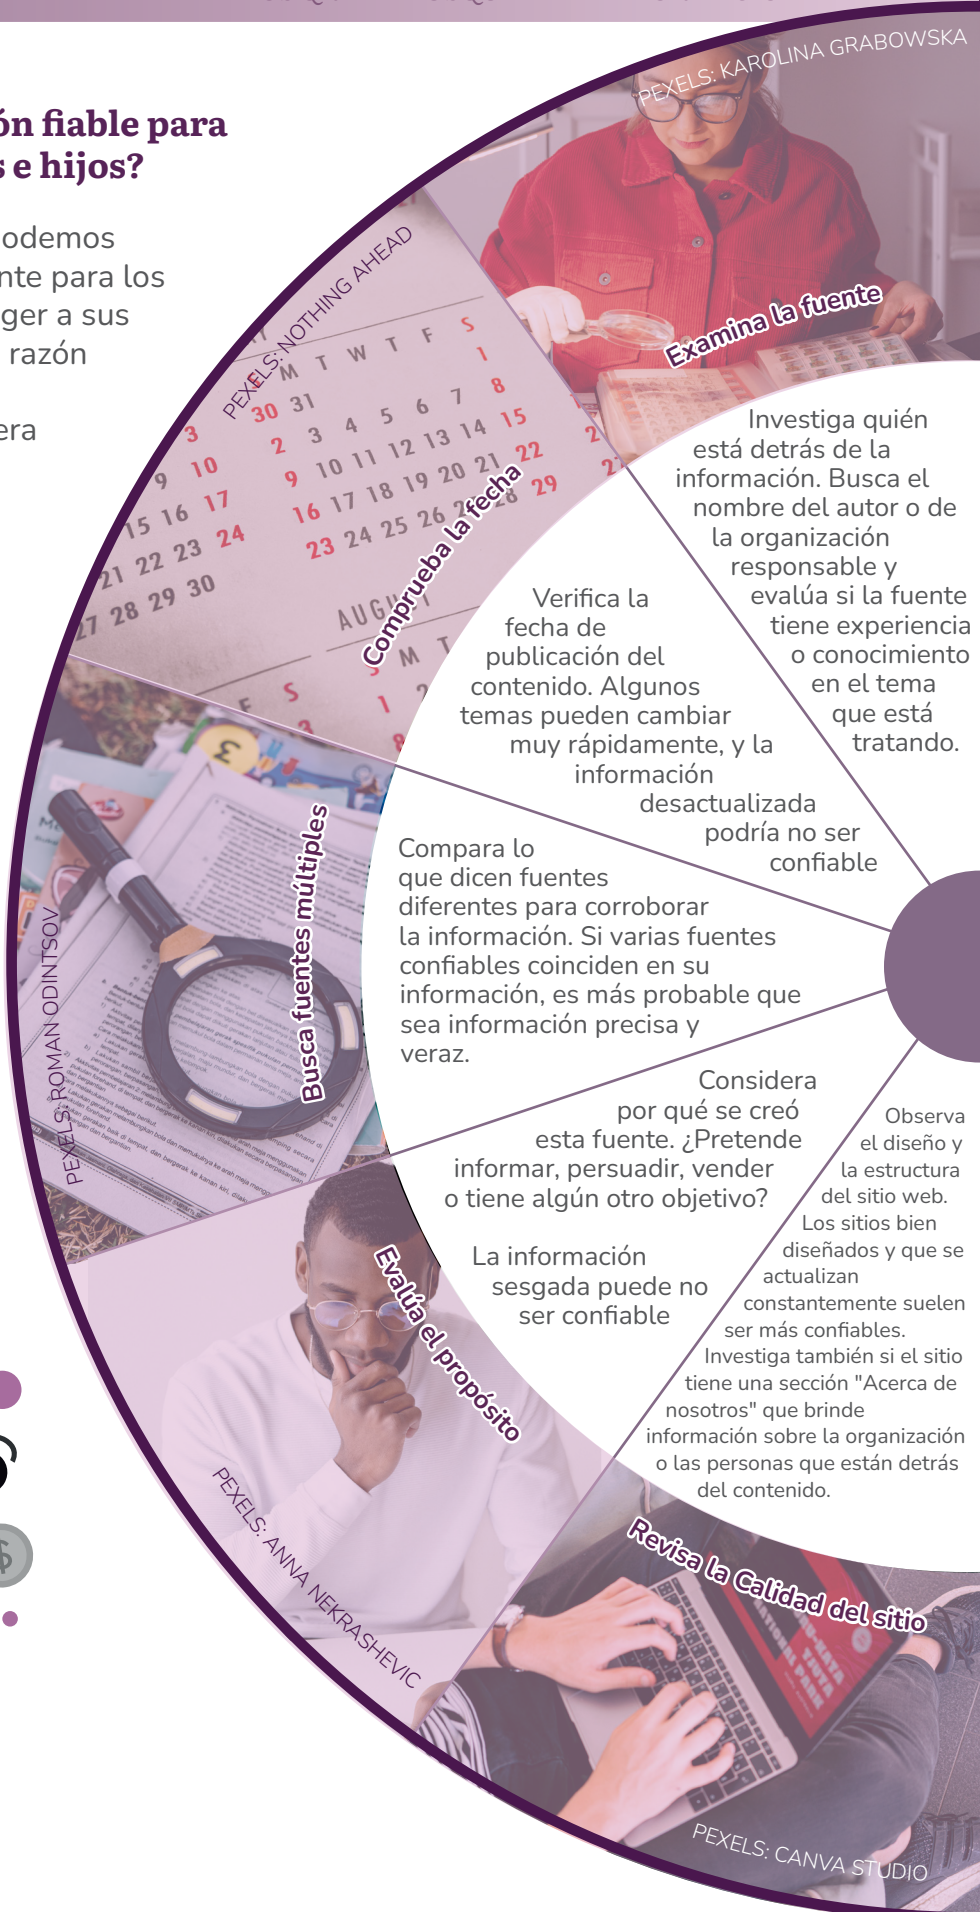 ón fiable para
s e hijos?
odemos
nte para los
ger a sus
razón
era
PEXELS: KAROLINA GRABOWSKA
Examina la fuente
Investiga quién
está detrás de la
información. Busca el
nombre del autor o de
la organización
responsable y
evalúa si la fuente
tiene experiencia
o conocimiento
en el tema
que está
tratando.
PEXELS: NOTHING AHEAD
Comprueba la fecha
Verifica la
fecha de
publicación del
contenido. Algunos
temas pueden cambiar
muy rápidamente, y la
información
desactualizada
podría no ser
confiable
PEXELS: ROMAN ODINTSOV
Busca fuentes múltiples
Compara lo
que dicen fuentes
diferentes para corroborar
la información. Si varias fuentes
confiables coinciden en su
información, es más probable que
sea información precisa y
veraz.
PEXELS: ANNA NEKRASHEVIC
Evalúa el propósito
Considera
por qué se creó
esta fuente. ¿Pretende
informar, persuadir, vender
o tiene algún otro objetivo?
La información
sesgada puede no
ser confiable
Revisa la Calidad del sitio
Observa
el diseño y
la estructura
del sitio web.
Los sitios bien
diseñados y que se
actualizan
constantemente suelen
ser más confiables.
Investiga también si el sitio
tiene una sección "Acerca de
nosotros" que brinde
información sobre la organización
o las personas que están detrás
del contenido.
PEXELS: CANVA STUDIO
$